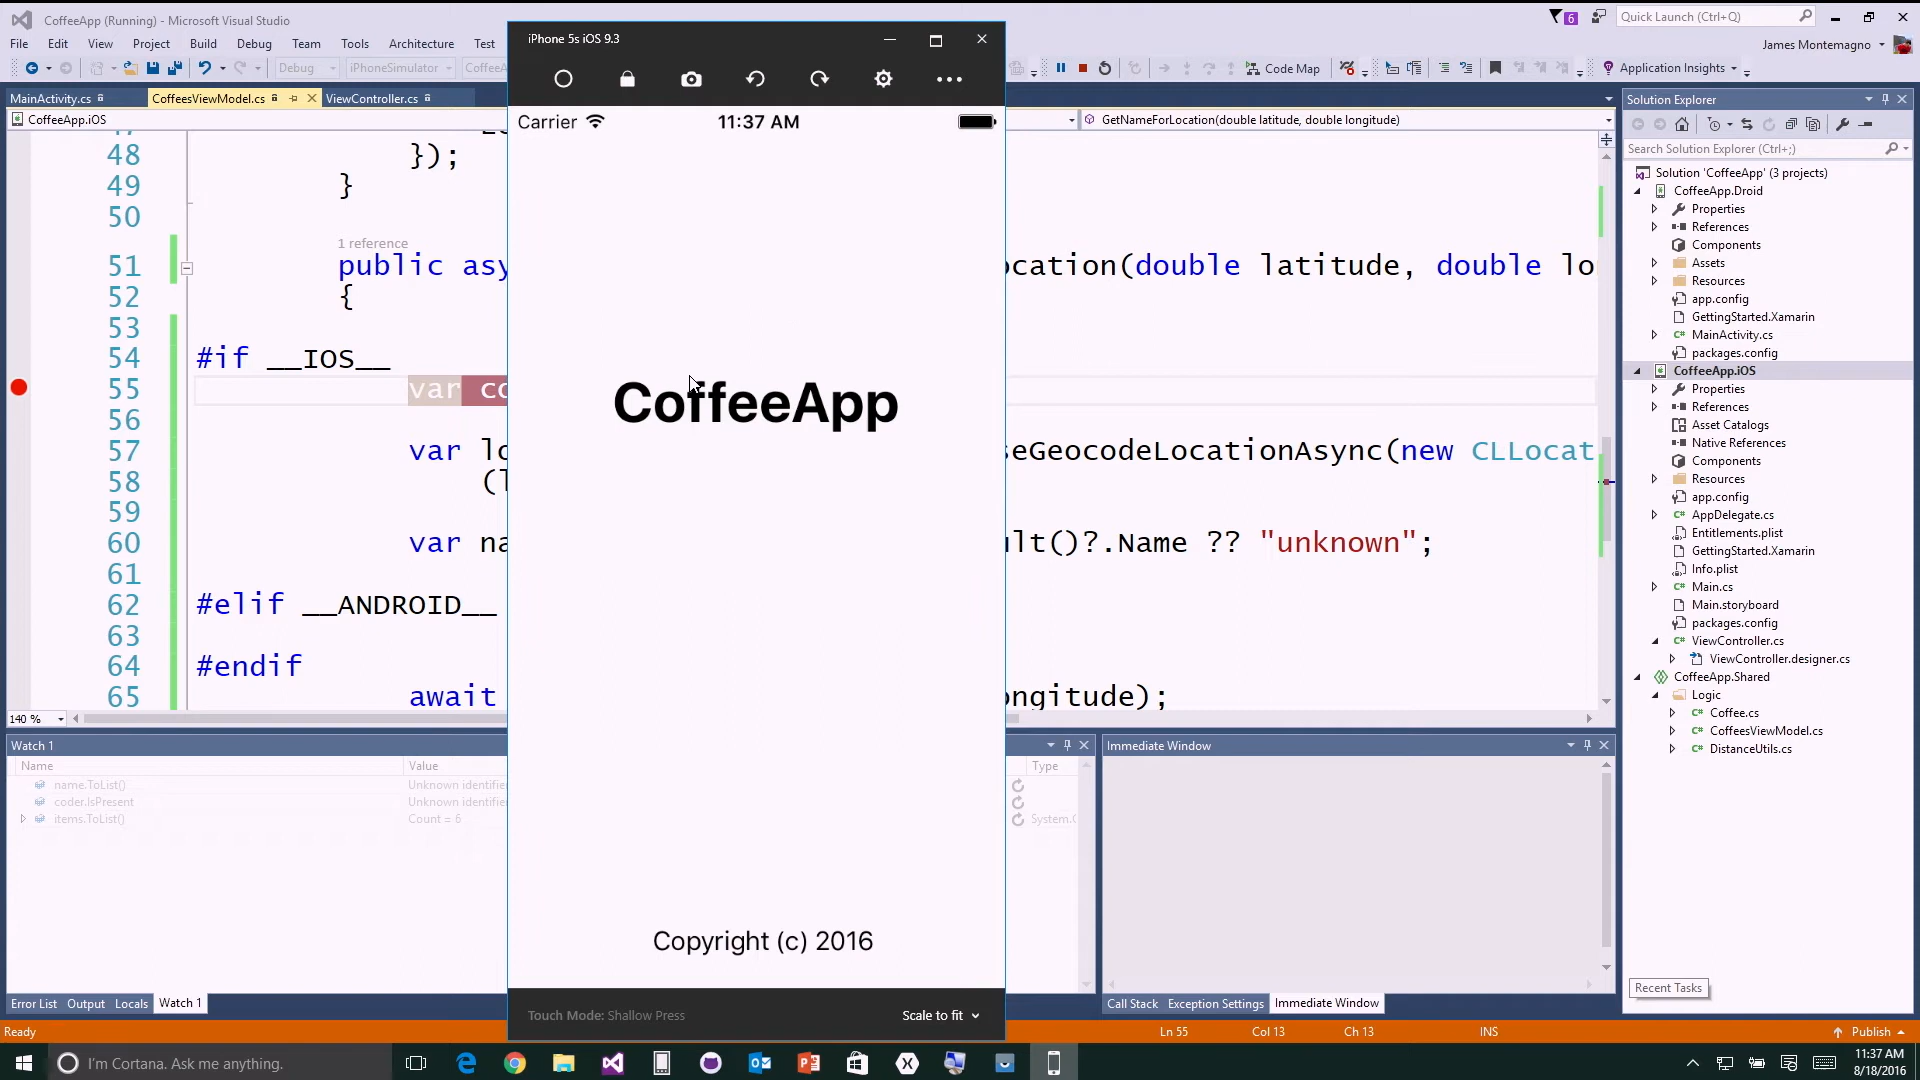 CoffeeApp (Running) - Microsoft Visual Studio
6
Quick Launch (Ctrl+Q)
File Edit View Project Build Debug Team Tools Architecture Test
James Montemagno
Debug iPhoneSimulator CoffeeA
Code Map
Application Insights
MainActivity.cs CoffeesViewModel.cs ViewController.cs
CoffeeApp.iOS
GetNameForLocation(double latitude, double longitude)
iPhone 5s iOS 9.3
Carrier 11:37 AM
CoffeeApp
Copyright (c) 2016
Touch Mode: Shallow Press
Scale to fit
48 });
49 }
50
1 reference
51 public asy ocation(double latitude, double lo
52 {
53
54 #if __IOS__
55 var co
56
57 var lo seGeocodeLocationAsync(new CLLocat
58 (l
59
60 var na ult()?.Name ?? "unknown";
61
62 #elif __ANDROID__
63
64 #endif
65 await ongitude);
140 %
Watch 1
Name Value Type
name.ToList() Unknown identifie
coder.IsPresent Unknown identifie
items.ToList() Count = 6 System.C
Error List Output Locals Watch 1
Immediate Window
Call Stack Exception Settings Immediate Window
Solution Explorer
Search Solution Explorer (Ctrl+;)
Solution 'CoffeeApp' (3 projects)
CoffeeApp.Droid
Properties
References
Components
Assets
Resources
app.config
GettingStarted.Xamarin
MainActivity.cs
packages.config
CoffeeApp.iOS
Properties
References
Asset Catalogs
Native References
Components
Resources
app.config
AppDelegate.cs
Entitlements.plist
GettingStarted.Xamarin
Info.plist
Main.cs
Main.storyboard
packages.config
ViewController.cs
ViewController.designer.cs
CoffeeApp.Shared
Logic
Coffee.cs
CoffeesViewModel.cs
DistanceUtils.cs
Recent Tasks
Ready
Ln 55 Col 13 Ch 13 INS
Publish
I'm Cortana. Ask me anything.
11:37 AM
8/18/2016